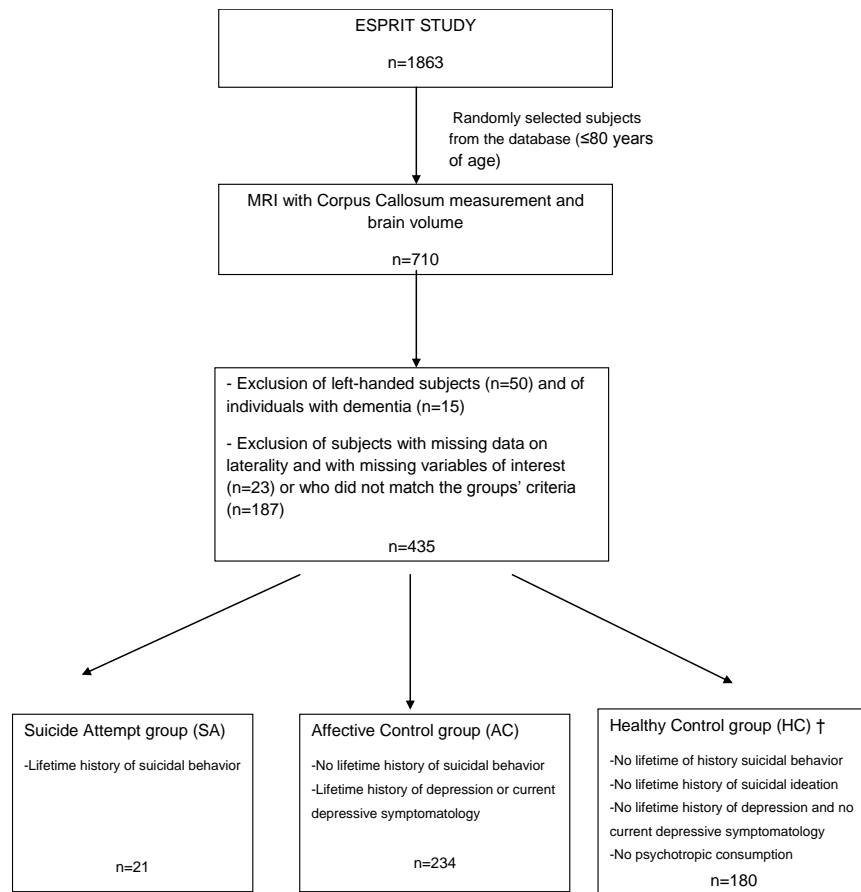 ESPRIT STUDY
n=1863
Randomly selected subjects
from the database (≤80 years
of age)
MRI with Corpus Callosum measurement and
brain volume
n=710
- Exclusion of left-handed subjects (n=50) and of
individuals with dementia (n=15)
- Exclusion of subjects with missing data on
laterality and with missing variables of interest
(n=23) or who did not match the groups’ criteria
(n=187)
n=435
Suicide Attempt group (SA)
-Lifetime history of suicidal behavior
n=21
Affective Control group (AC)
-No lifetime history of suicidal behavior
-Lifetime history of depression or current
depressive symptomatology
n=234
Healthy Control group (HC) †
-No lifetime of history suicidal behavior
-No lifetime history of suicidal ideation
-No lifetime history of depression and no
current depressive symptomatology
-No psychotropic consumption
n=180